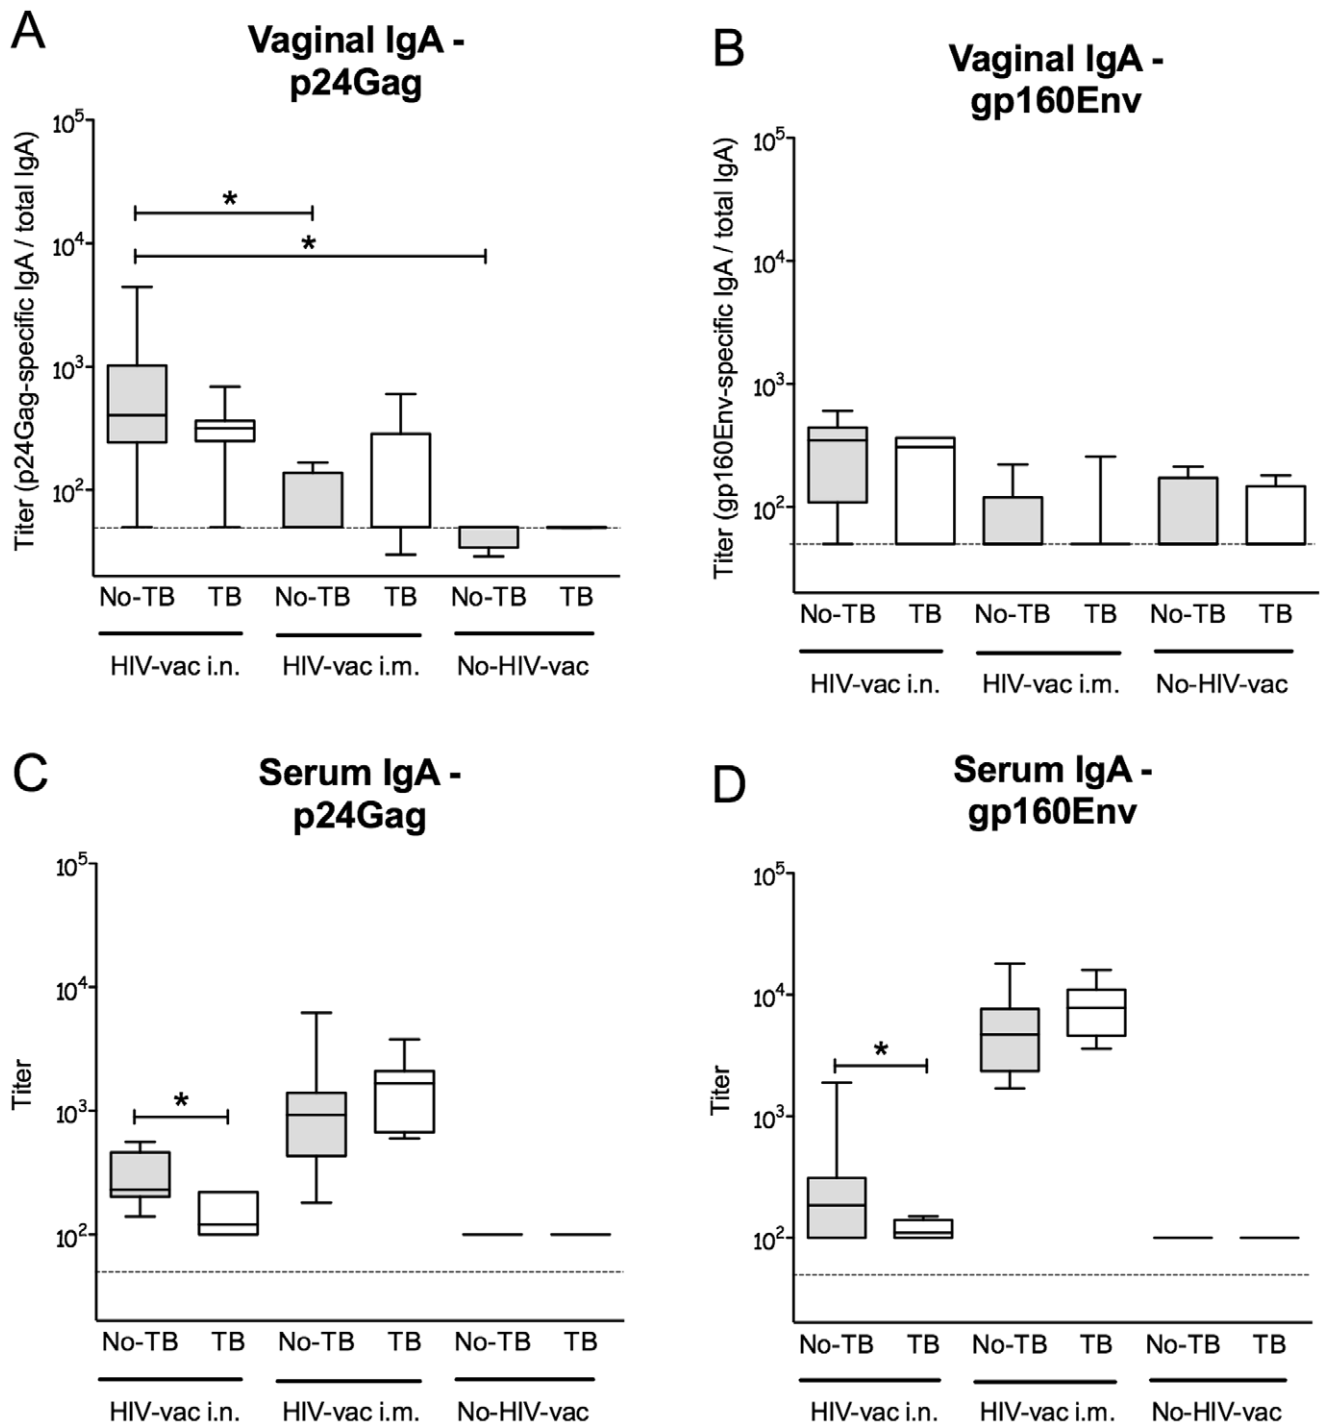 A
Vaginal IgA -
p24Gag
Titer (p24Gag-specific IgA / total IgA)
10^5
10^4
10^3
10^2
*
*
No-TB TB No-TB TB No-TB TB
HIV-vac i.n. HIV-vac i.m. No-HIV-vac
B
Vaginal IgA -
gp160Env
Titer (gp160Env-specific IgA / total IgA)
10^5
10^4
10^3
10^2
No-TB TB No-TB TB No-TB TB
HIV-vac i.n. HIV-vac i.m. No-HIV-vac
C
Serum IgA -
p24Gag
Titer
10^5
10^4
10^3
10^2
*
No-TB TB No-TB TB No-TB TB
HIV-vac i.n. HIV-vac i.m. No-HIV-vac
D
Serum IgA -
gp160Env
Titer
10^5
10^4
10^3
10^2
*
No-TB TB No-TB TB No-TB TB
HIV-vac i.n. HIV-vac i.m. No-HIV-vac